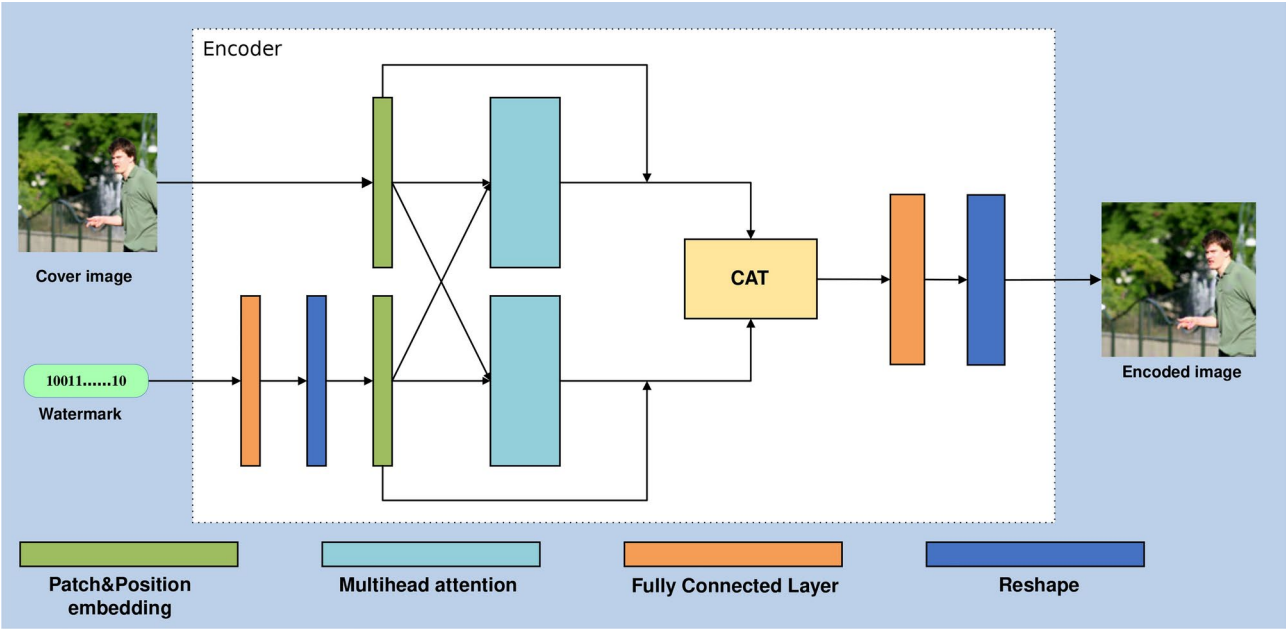 Encoder
Cover image
10011......10
Watermark
CAT
Encoded image
Patch&Position
embedding
Multihead attention
Fully Connected Layer
Reshape